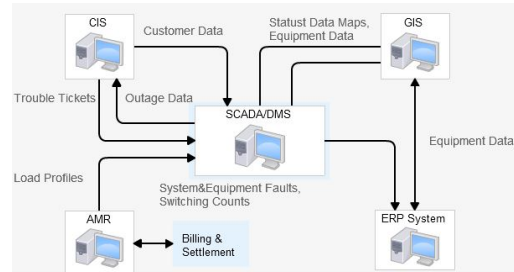 CIS
Customer Data
Statust Data Maps,
Equipment Data
GIS
Trouble Tickets
Outage Data
SCADA/DMS
Equipment Data
Load Profiles
System&Equipment Faults,
Switching Counts
AMR
Billing &
Settlement
ERP System